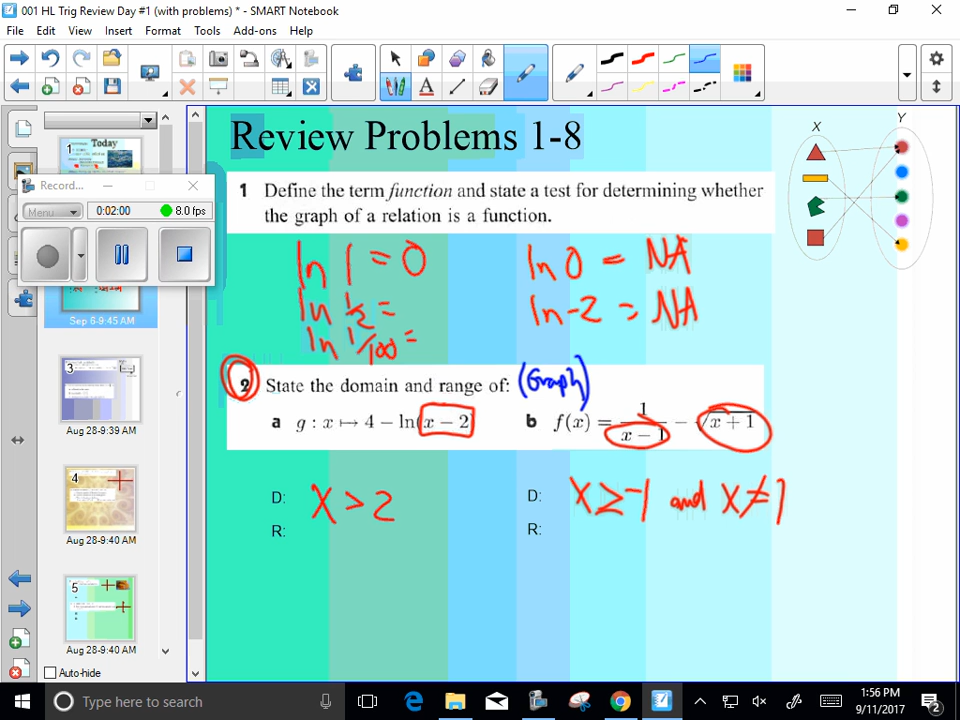 001 HL Trig Review Day #1 (with problems) * - SMART Notebook
File Edit View Insert Format Tools Add-ons Help
1 Today
Record...
Menu 0:02:00 8.0 fps
Sep 6-9:45 AM
3
Aug 28-9:39 AM
4
Aug 28-9:40 AM
5
Aug 28-9:40 AM
Auto-hide
Review Problems 1-8
X Y
1 Define the term function and state a test for determining whether
the graph of a relation is a function.
ln 1 = 0 ln 0 = NA
ln 1/2 = ln -2 = NA
ln 1/100 =
2 State the domain and range of: (Graph)
a g : x ↦ 4 − ln(x − 2) b f(x) = 1/(x − 1) − √x + 1
D: X > 2 D: X ≥ -1 and X ≠ 1
R: R:
Type here to search
1:56 PM
9/11/2017
2